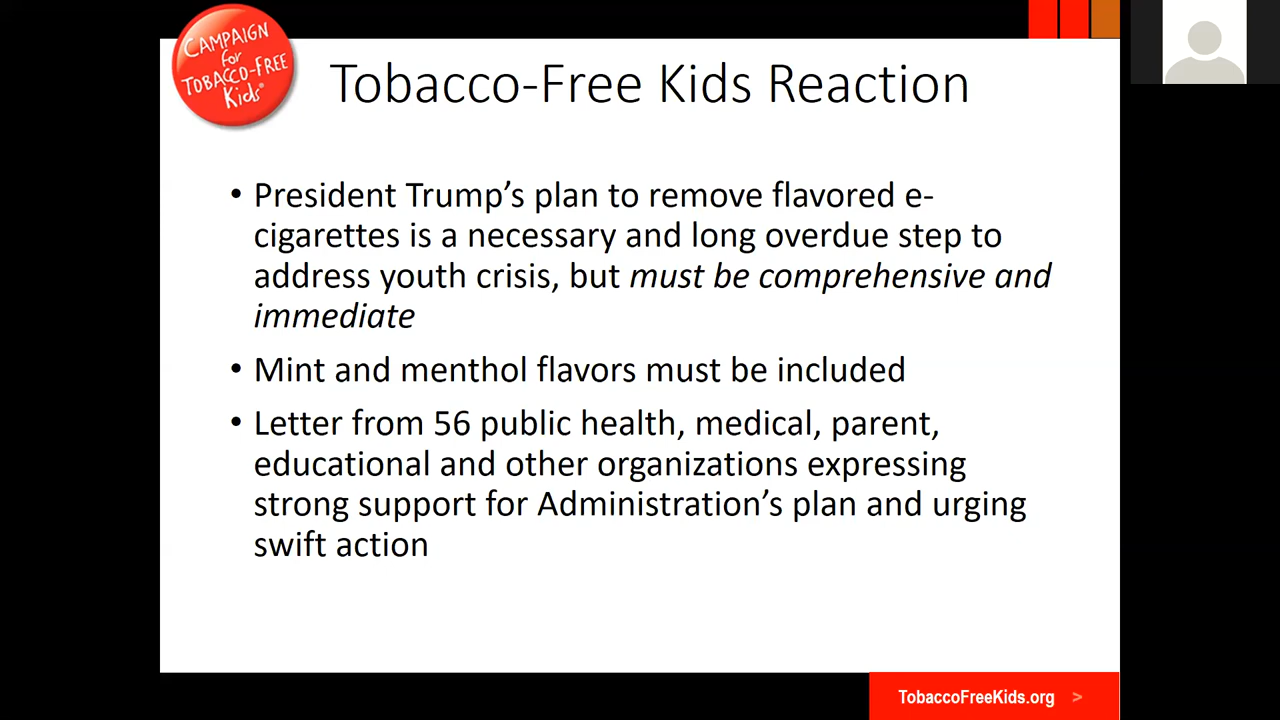 CAMPAIGN
for
TOBACCO-FREE
Kids®
Tobacco-Free Kids Reaction
• President Trump’s plan to remove flavored e-
cigarettes is a necessary and long overdue step to
address youth crisis, but must be comprehensive and
immediate
• Mint and menthol flavors must be included
• Letter from 56 public health, medical, parent,
educational and other organizations expressing
strong support for Administration’s plan and urging
swift action
TobaccoFreeKids.org >